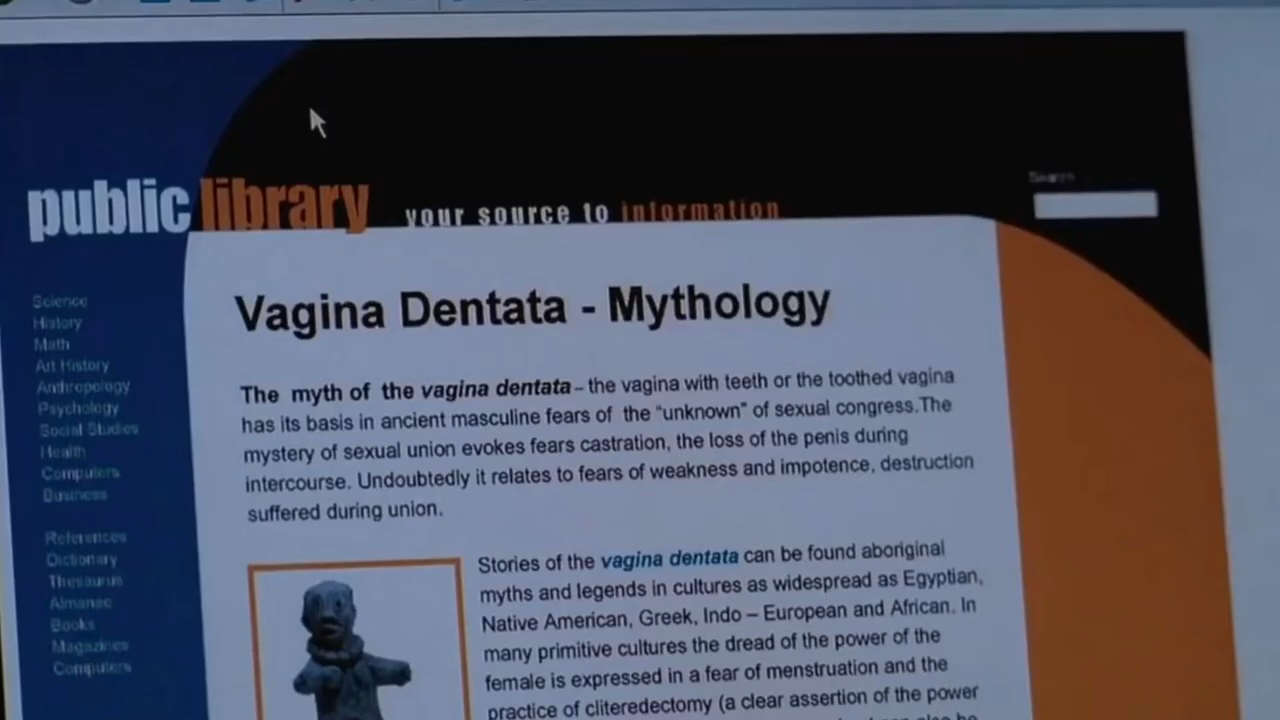 public library your source to information
Search
Science
History
Math
Art History
Anthropology
Psychology
Social Studies
Health
Computers
Business
References
Dictionary
Thesaurus
Almanac
Books
Magazines
Computers
Vagina Dentata - Mythology
The myth of the vagina dentata – the vagina with teeth or the toothed vagina
has its basis in ancient masculine fears of the "unknown" of sexual congress.The
mystery of sexual union evokes fears castration, the loss of the penis during
intercourse. Undoubtedly it relates to fears of weakness and impotence, destruction
suffered during union.
Stories of the vagina dentata can be found aboriginal
myths and legends in cultures as widespread as Egyptian,
Native American, Greek, Indo – European and African. In
many primitive cultures the dread of the power of the
female is expressed in a fear of menstruation and the
practice of cliteredectomy (a clear assertion of the power